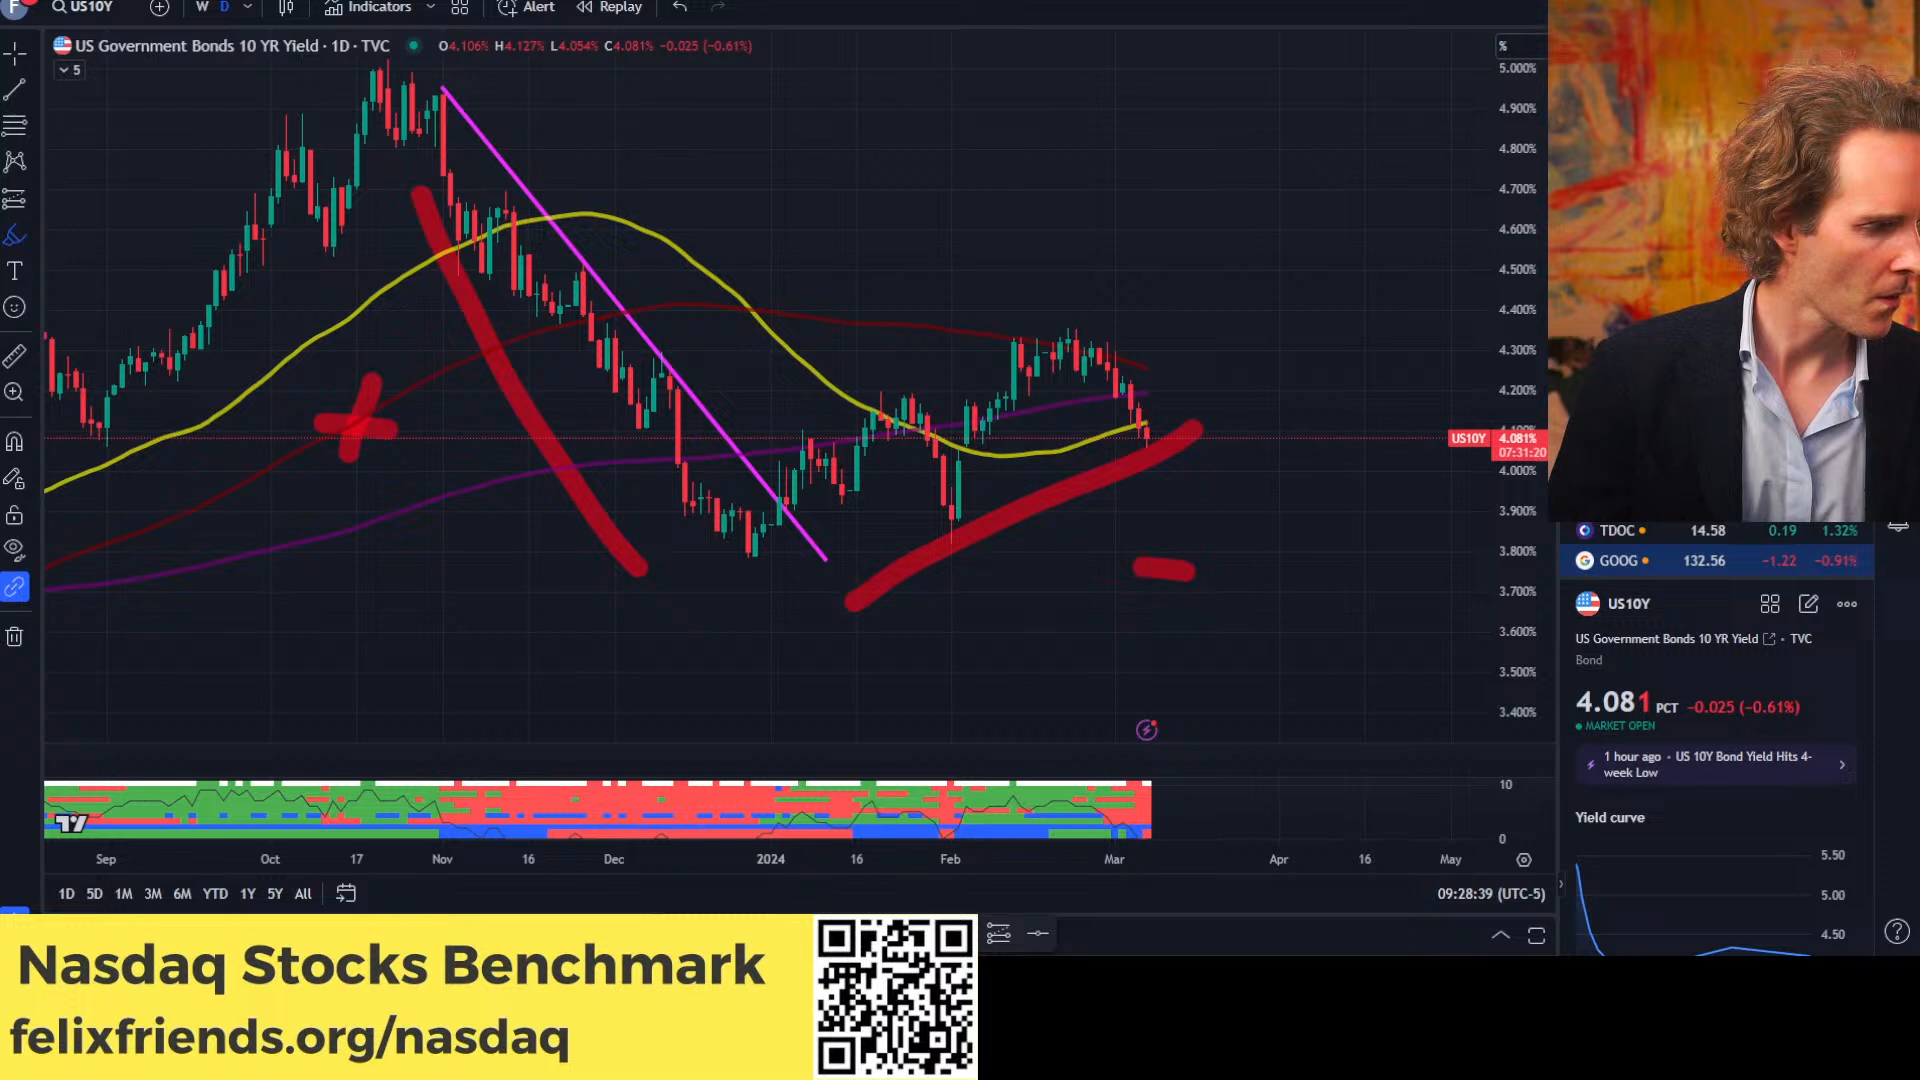 F
US10Y
W D
Indicators
Alert
Replay
US Government Bonds 10 YR Yield · 1D · TVC
O4.106% H4.127% L4.054% C4.081% −0.025 (−0.61%)
5
%
5.000%
4.900%
4.800%
4.700%
4.600%
4.500%
4.400%
4.300%
4.200%
US10Y 4.081%
07:31:20
4.000%
3.900%
3.800%
3.700%
3.600%
3.500%
3.400%
10
0
Sep Oct 17 Nov 16 Dec 2024 16 Feb Mar Apr 16 May
1D 5D 1M 3M 6M YTD 1Y 5Y All
09:28:39 (UTC-5)
TDOC 14.58 0.19 1.32%
GOOG 132.56 −1.22 −0.91%
US10Y
US Government Bonds 10 YR Yield · TVC
Bond
4.081 PCT −0.025 (−0.61%)
MARKET OPEN
1 hour ago · US 10Y Bond Yield Hits 4-
week Low
Yield curve
5.50
5.00
4.50
Nasdaq Stocks Benchmark
felixfriends.org/nasdaq